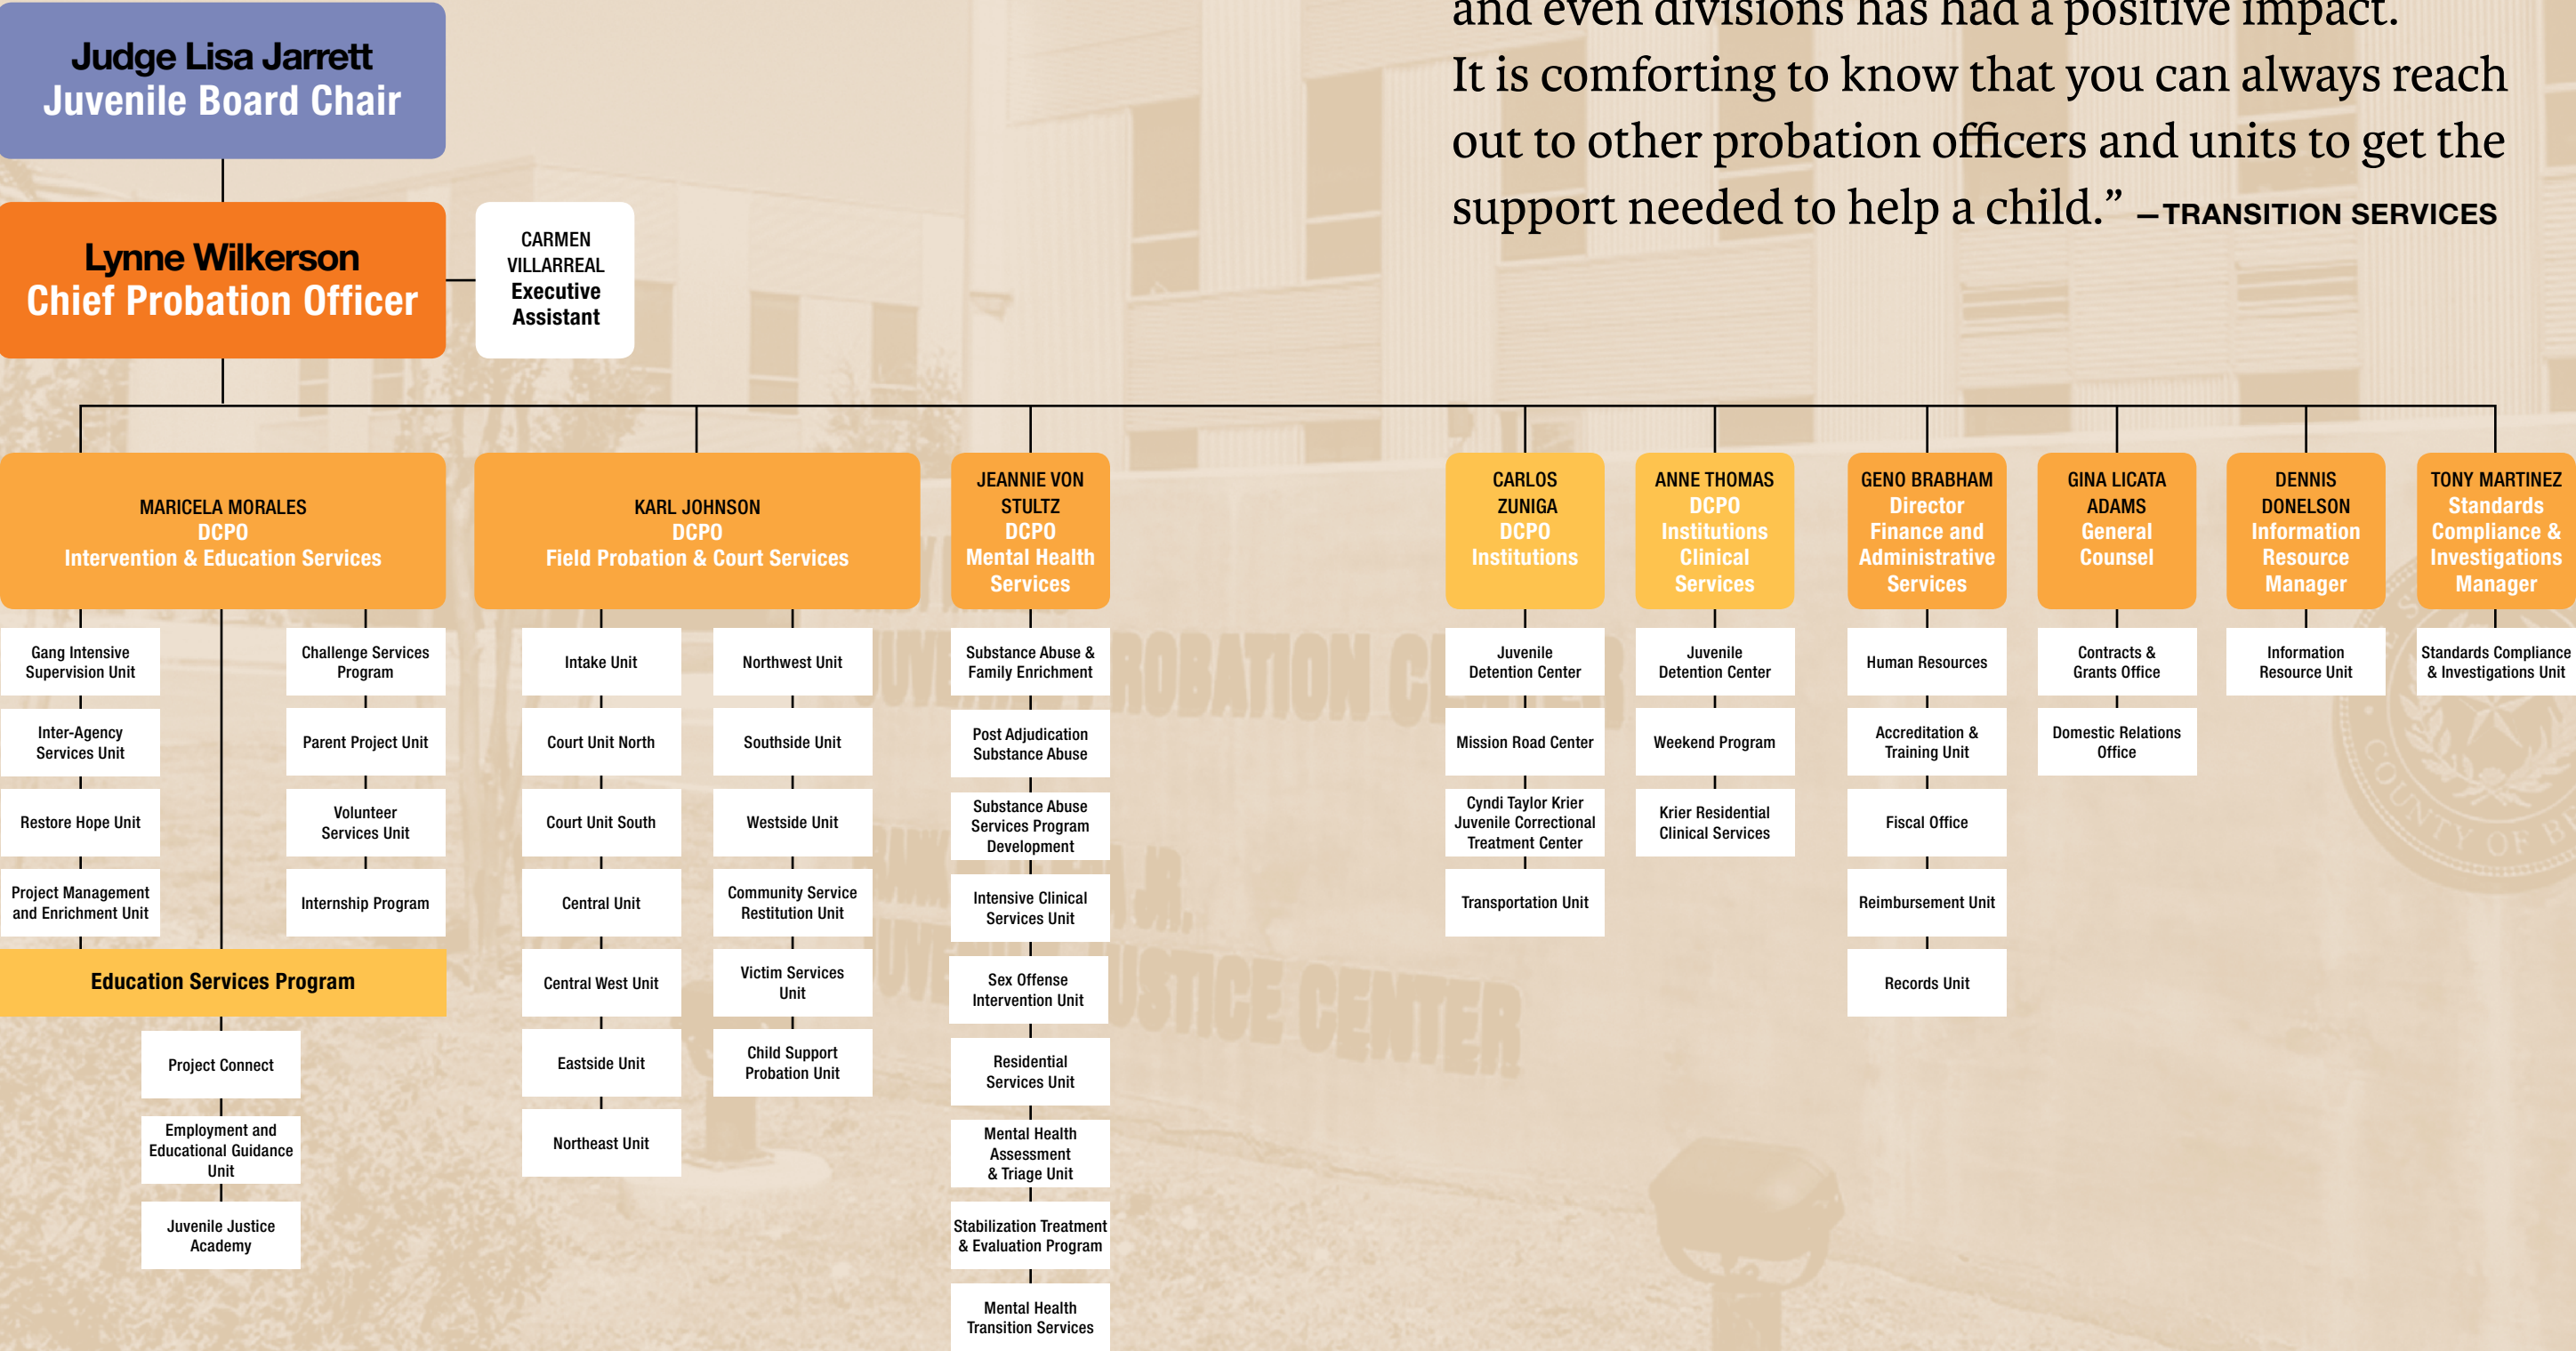 and even divisions has had a positive impact.
It is comforting to know that you can always reach
out to other probation officers and units to get the
support needed to help a child.” —TRANSITION SERVICES
Judge Lisa Jarrett
Juvenile Board Chair
Lynne Wilkerson
Chief Probation Officer
CARMEN
VILLARREAL
Executive
Assistant
MARICELA MORALES
DCPO
Intervention & Education Services
Gang Intensive
Supervision Unit
Inter-Agency
Services Unit
Restore Hope Unit
Project Management
and Enrichment Unit
Challenge Services
Program
Parent Project Unit
Volunteer
Services Unit
Internship Program
Education Services Program
Project Connect
Employment and
Educational Guidance
Unit
Juvenile Justice
Academy
KARL JOHNSON
DCPO
Field Probation & Court Services
Intake Unit
Court Unit North
Court Unit South
Central Unit
Central West Unit
Eastside Unit
Northeast Unit
Northwest Unit
Southside Unit
Westside Unit
Community Service
Restitution Unit
Victim Services
Unit
Child Support
Probation Unit
JEANNIE VON
STULTZ
DCPO
Mental Health
Services
Substance Abuse &
Family Enrichment
Post Adjudication
Substance Abuse
Substance Abuse
Services Program
Development
Intensive Clinical
Services Unit
Sex Offense
Intervention Unit
Residential
Services Unit
Mental Health
Assessment
& Triage Unit
Stabilization Treatment
& Evaluation Program
Mental Health
Transition Services
CARLOS
ZUNIGA
DCPO
Institutions
Juvenile
Detention Center
Mission Road Center
Cyndi Taylor Krier
Juvenile Correctional
Treatment Center
Transportation Unit
ANNE THOMAS
DCPO
Institutions
Clinical
Services
Juvenile
Detention Center
Weekend Program
Krier Residential
Clinical Services
GENO BRABHAM
Director
Finance and
Administrative
Services
Human Resources
Accreditation &
Training Unit
Fiscal Office
Reimbursement Unit
Records Unit
GINA LICATA
ADAMS
General
Counsel
Contracts &
Grants Office
Domestic Relations
Office
DENNIS
DONELSON
Information
Resource
Manager
Information
Resource Unit
TONY MARTINEZ
Standards
Compliance &
Investigations
Manager
Standards Compliance
& Investigations Unit
PROBATION
JUSTICE CENTER
COUNTY OF